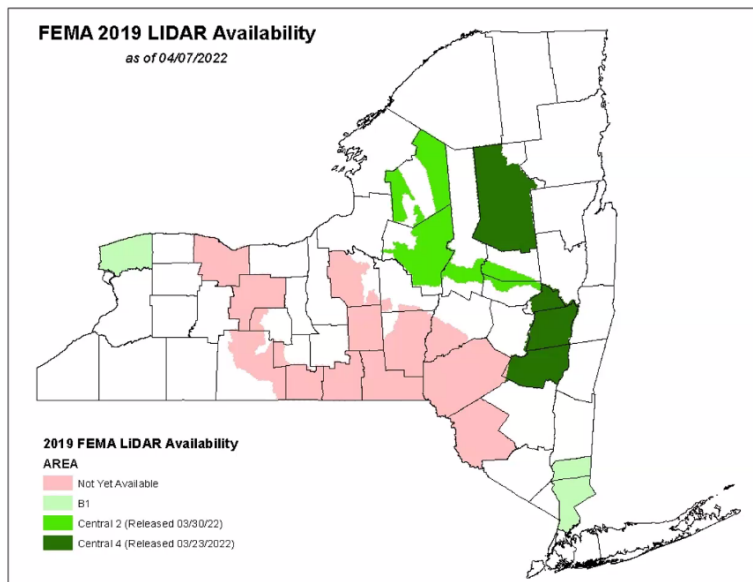 FEMA 2019 LIDAR Availability
as of 04/07/2022
2019 FEMA LiDAR Availability
AREA
Not Yet Available
B1
Central 2 (Released 03/30/22)
Central 4 (Released 03/23/2022)